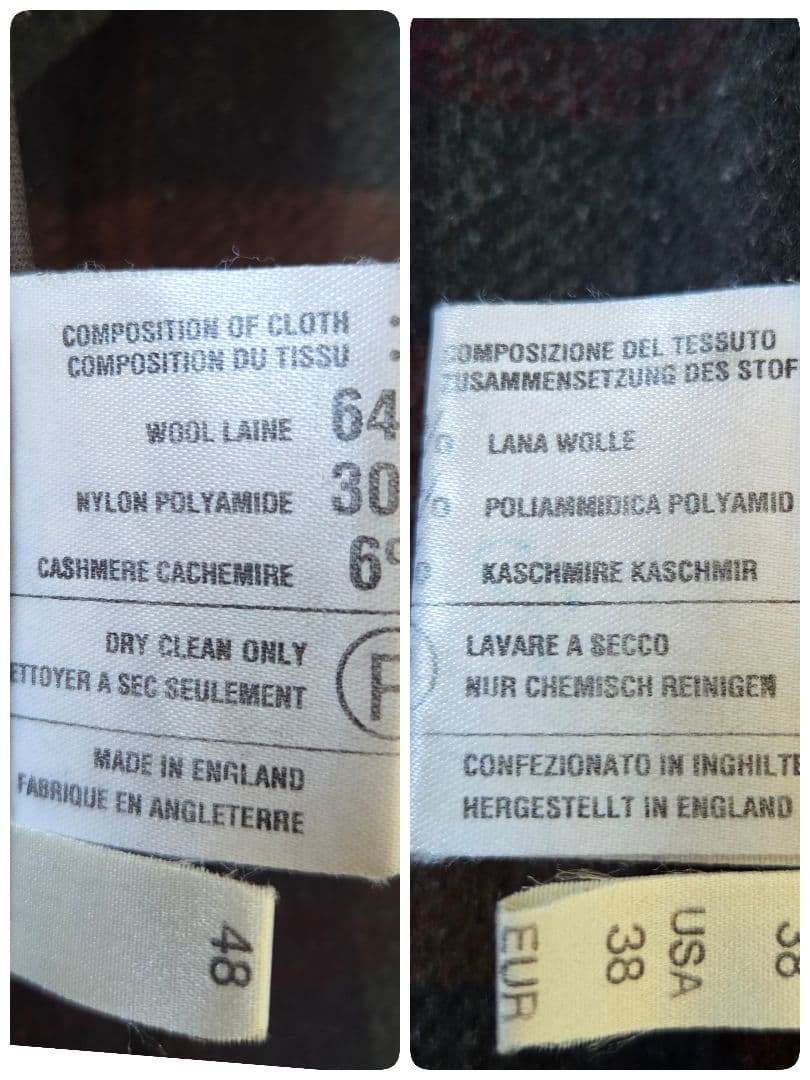 COMPOSITION OF CLOTH :
COMPOSITION DU TISSU :
WOOL LAINE 64
NYLON POLYAMIDE 30
CASHMERE CACHEMIRE 6%
DRY CLEAN ONLY
ETTOYER A SEC SEULEMENT
P
MADE IN ENGLAND
FABRIQUE EN ANGLETERRE
48
OMPOSIZIONE DEL TESSUTO
USAMMENSETZUNG DES STOF
% LANA WOLLE
% POLIAMMIDICA POLYAMID
KASCHMIRE KASCHMIR
LAVARE A SECCO
NUR CHEMISCH REINIGEN
CONFEZIONATO IN INGHILTE
HERGESTELLT IN ENGLAND
EUR
38
USA
38